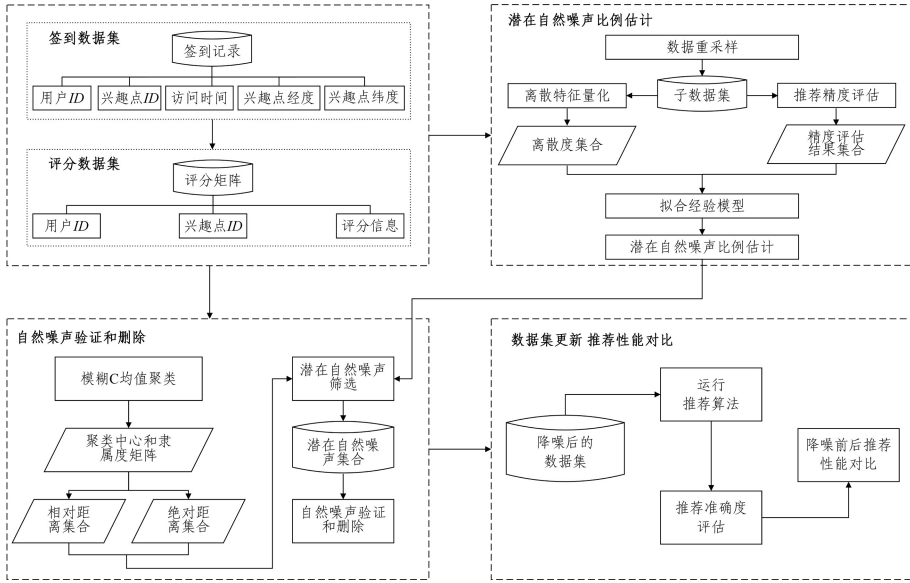 签到数据集
签到记录
用户ID
兴趣点ID
访问时间
兴趣点经度
兴趣点纬度
评分数据集
评分矩阵
用户ID
兴趣点ID
评分信息
潜在自然噪声比例估计
数据重采样
离散特征量化
子数据集
推荐精度评估
离散度集合
精度评估
结果集合
拟合经验模型
潜在自然噪声比例估计
自然噪声验证和删除
模糊C均值聚类
聚类中心和隶
属度矩阵
相对距
离集合
绝对距
离集合
潜在自然噪声
筛选
潜在自然噪
声集合
自然噪声验证
和删除
数据集更新 推荐性能对比
降噪后的
数据集
运行
推荐算法
推荐准确度
评估
降噪前后推荐
性能对比